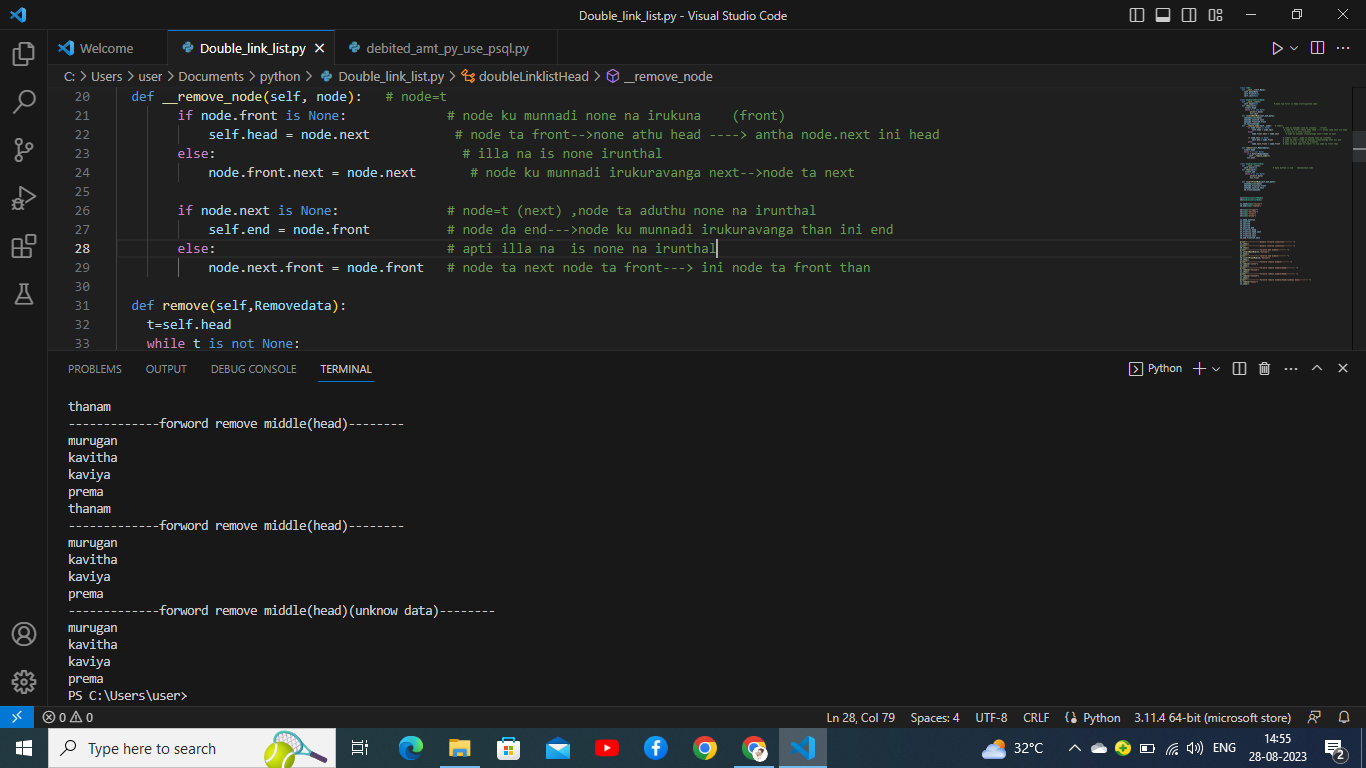 Double_link_list.py - Visual Studio Code
Welcome
Double_link_list.py
debited_amt_py_use_psql.py
C: > Users > user > Documents > python > Double_link_list.py > doubleLinklistHead > __remove_node
20 def __remove_node(self, node): # node=t
21 if node.front is None: # node ku munnadi none na irukuna (front)
22 self.head = node.next # node ta front-->none athu head ----> antha node.next ini head
23 else: # illa na is none irunthal
24 node.front.next = node.next # node ku munnadi irukuravanga next-->node ta next
25
26 if node.next is None: # node=t (next) ,node ta aduthu none na irunthal
27 self.end = node.front # node da end--->node ku munnadi irukuravanga than ini end
28 else: # apti illa na is none na irunthal
29 node.next.front = node.front # node ta next node ta front---> ini node ta front than
30
31 def remove(self,Removedata):
32 t=self.head
33 while t is not None:
PROBLEMS OUTPUT DEBUG CONSOLE TERMINAL
Python
thanam
-------------forword remove middle(head)--------
murugan
kavitha
kaviya
prema
thanam
-------------forword remove middle(head)--------
murugan
kavitha
kaviya
prema
-------------forword remove middle(head)(unknow data)--------
murugan
kavitha
kaviya
prema
PS C:\Users\user>
0 0
Ln 28, Col 79 Spaces: 4 UTF-8 CRLF Python 3.11.4 64-bit (microsoft store)
Type here to search
32°C
ENG
14:55
28-08-2023
2